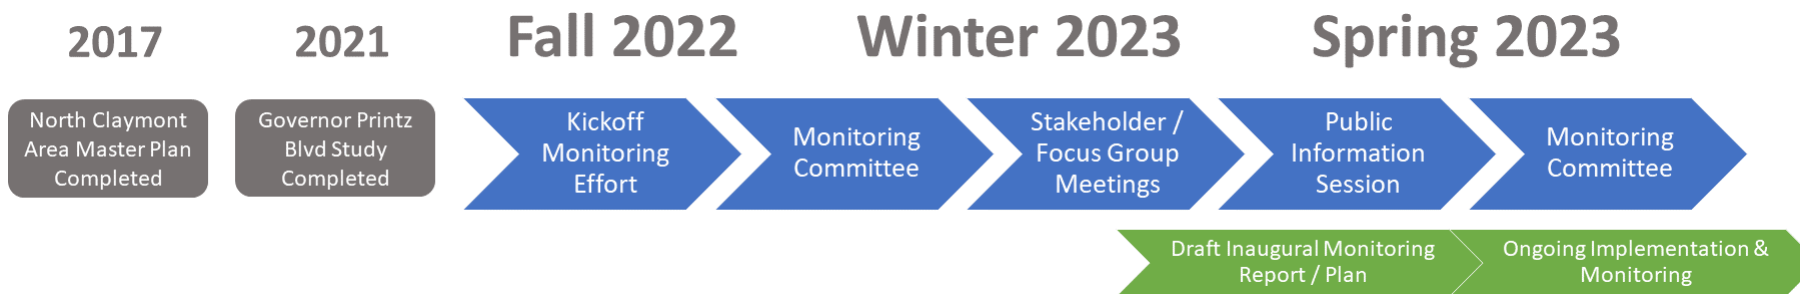 2017
2021
Fall 2022
Winter 2023
Spring 2023
North Claymont
Area Master Plan
Completed
Governor Printz
Blvd Study
Completed
Kickoff
Monitoring
Effort
Monitoring
Committee
Stakeholder /
Focus Group
Meetings
Public
Information
Session
Monitoring
Committee
Draft Inaugural Monitoring
Report / Plan
Ongoing Implementation &
Monitoring